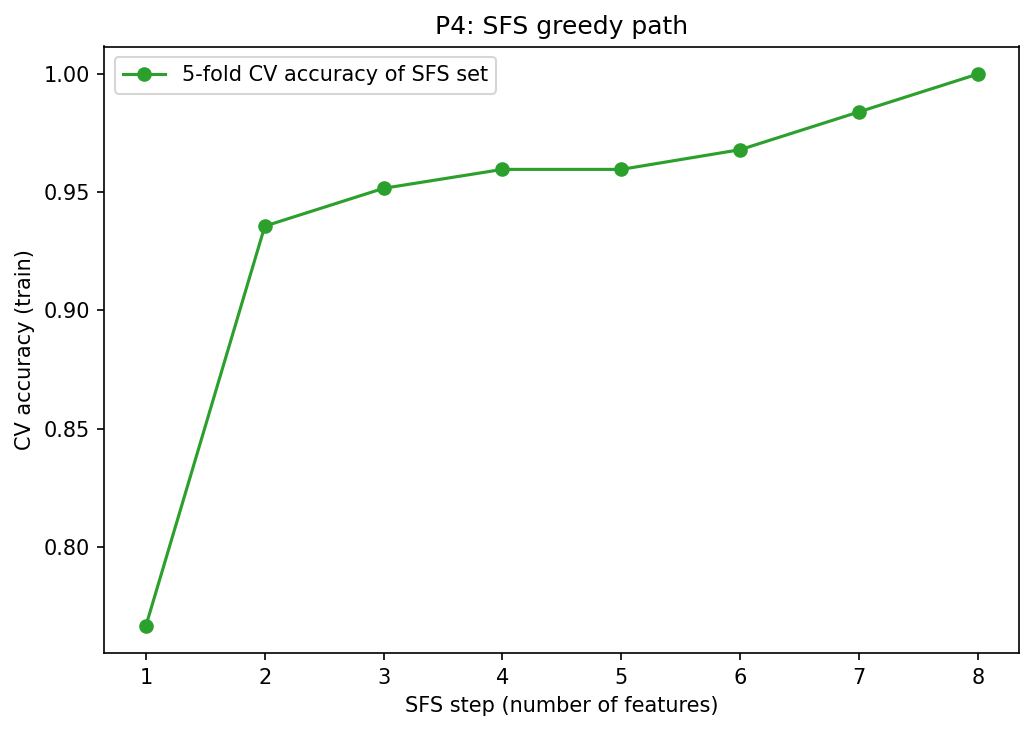 P4: SFS greedy path
5-fold CV accuracy of SFS set
CV accuracy (train)
1.00
0.95
0.90
0.85
0.80
1 2 3 4 5 6 7 8
SFS step (number of features)